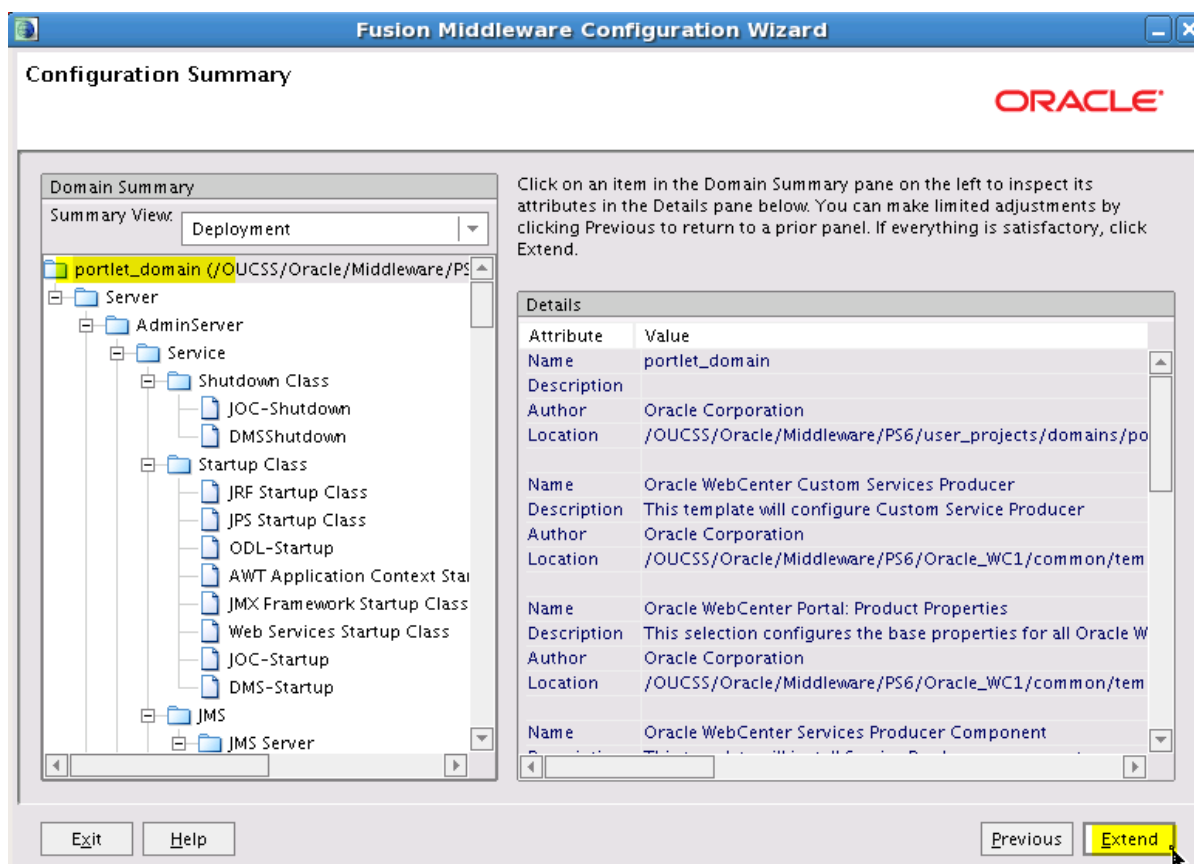 Fusion Middleware Configuration Wizard
Configuration Summary
ORACLE
Domain Summary
Summary View:
Deployment
portlet_domain (/OUCSS/Oracle/Middleware/PS
Server
AdminServer
Service
Shutdown Class
JOC-Shutdown
DMSShutdown
Startup Class
JRF Startup Class
JPS Startup Class
ODL-Startup
AWT Application Context Star
JMX Framework Startup Class
Web Services Startup Class
JOC-Startup
DMS-Startup
JMS
JMS Server
Click on an item in the Domain Summary pane on the left to inspect its
attributes in the Details pane below. You can make limited adjustments by
clicking Previous to return to a prior panel. If everything is satisfactory, click
Extend.
Details
Attribute Value
Name portlet_domain
Description
Author Oracle Corporation
Location /OUCSS/Oracle/Middleware/PS6/user_projects/domains/po
Name Oracle WebCenter Custom Services Producer
Description This template will configure Custom Service Producer
Author Oracle Corporation
Location /OUCSS/Oracle/Middleware/PS6/Oracle_WC1/common/tem
Name Oracle WebCenter Portal: Product Properties
Description This selection configures the base properties for all Oracle W
Author Oracle Corporation
Location /OUCSS/Oracle/Middleware/PS6/Oracle_WC1/common/tem
Name Oracle WebCenter Services Producer Component
Exit Help Previous Extend